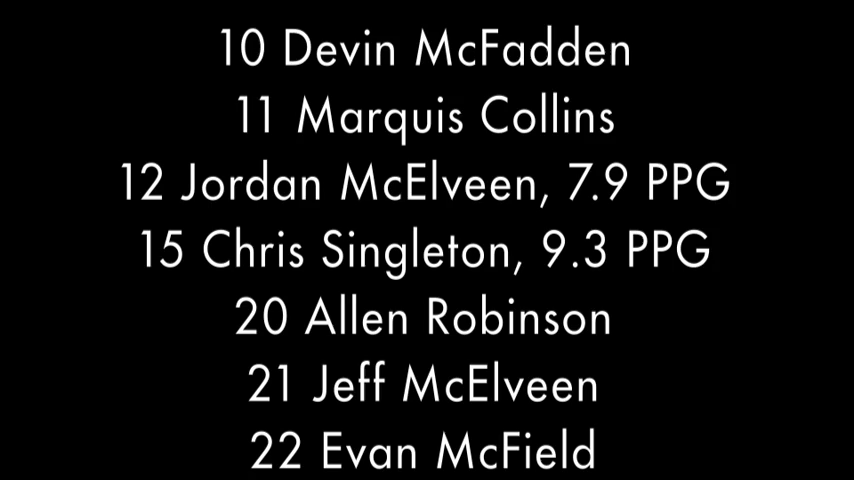 10 Devin McFadden
11 Marquis Collins
12 Jordan McElveen, 7.9 PPG
15 Chris Singleton, 9.3 PPG
20 Allen Robinson
21 Jeff McElveen
22 Evan McField